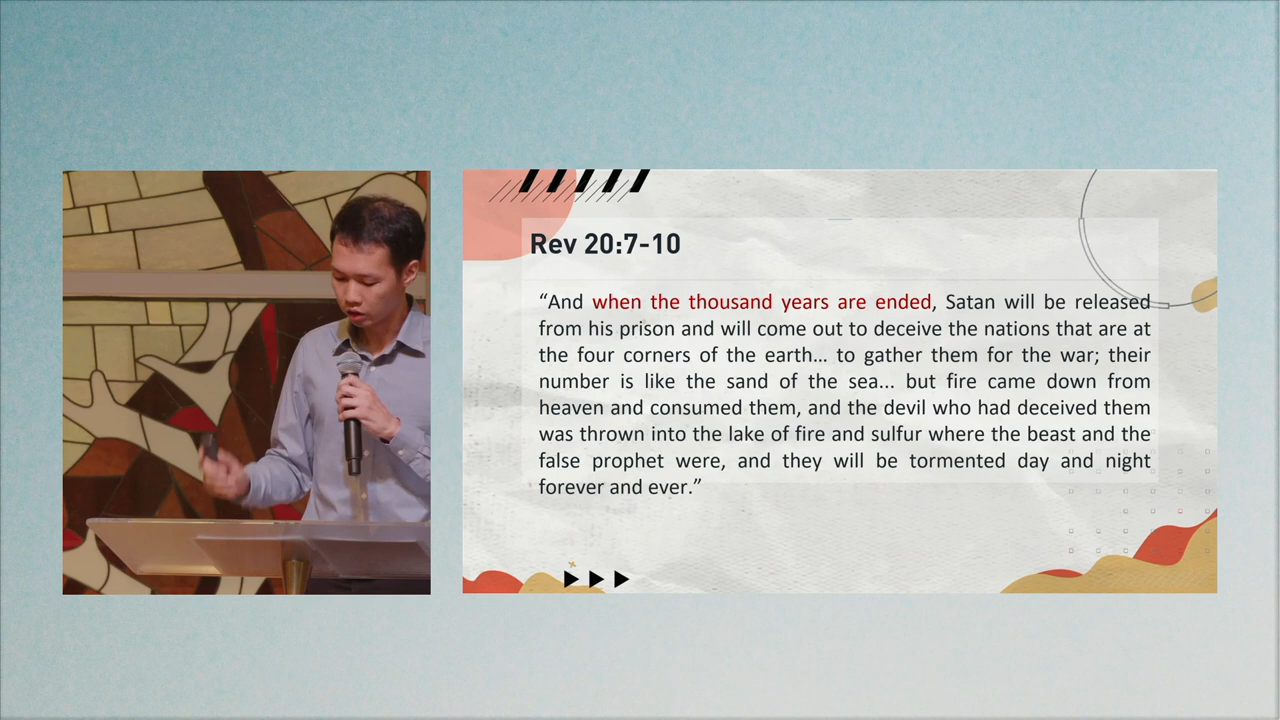 Rev 20:7-10
“And when the thousand years are ended, Satan will be released
from his prison and will come out to deceive the nations that are at
the four corners of the earth… to gather them for the war; their
number is like the sand of the sea... but fire came down from
heaven and consumed them, and the devil who had deceived them
was thrown into the lake of fire and sulfur where the beast and the
false prophet were, and they will be tormented day and night
forever and ever.”